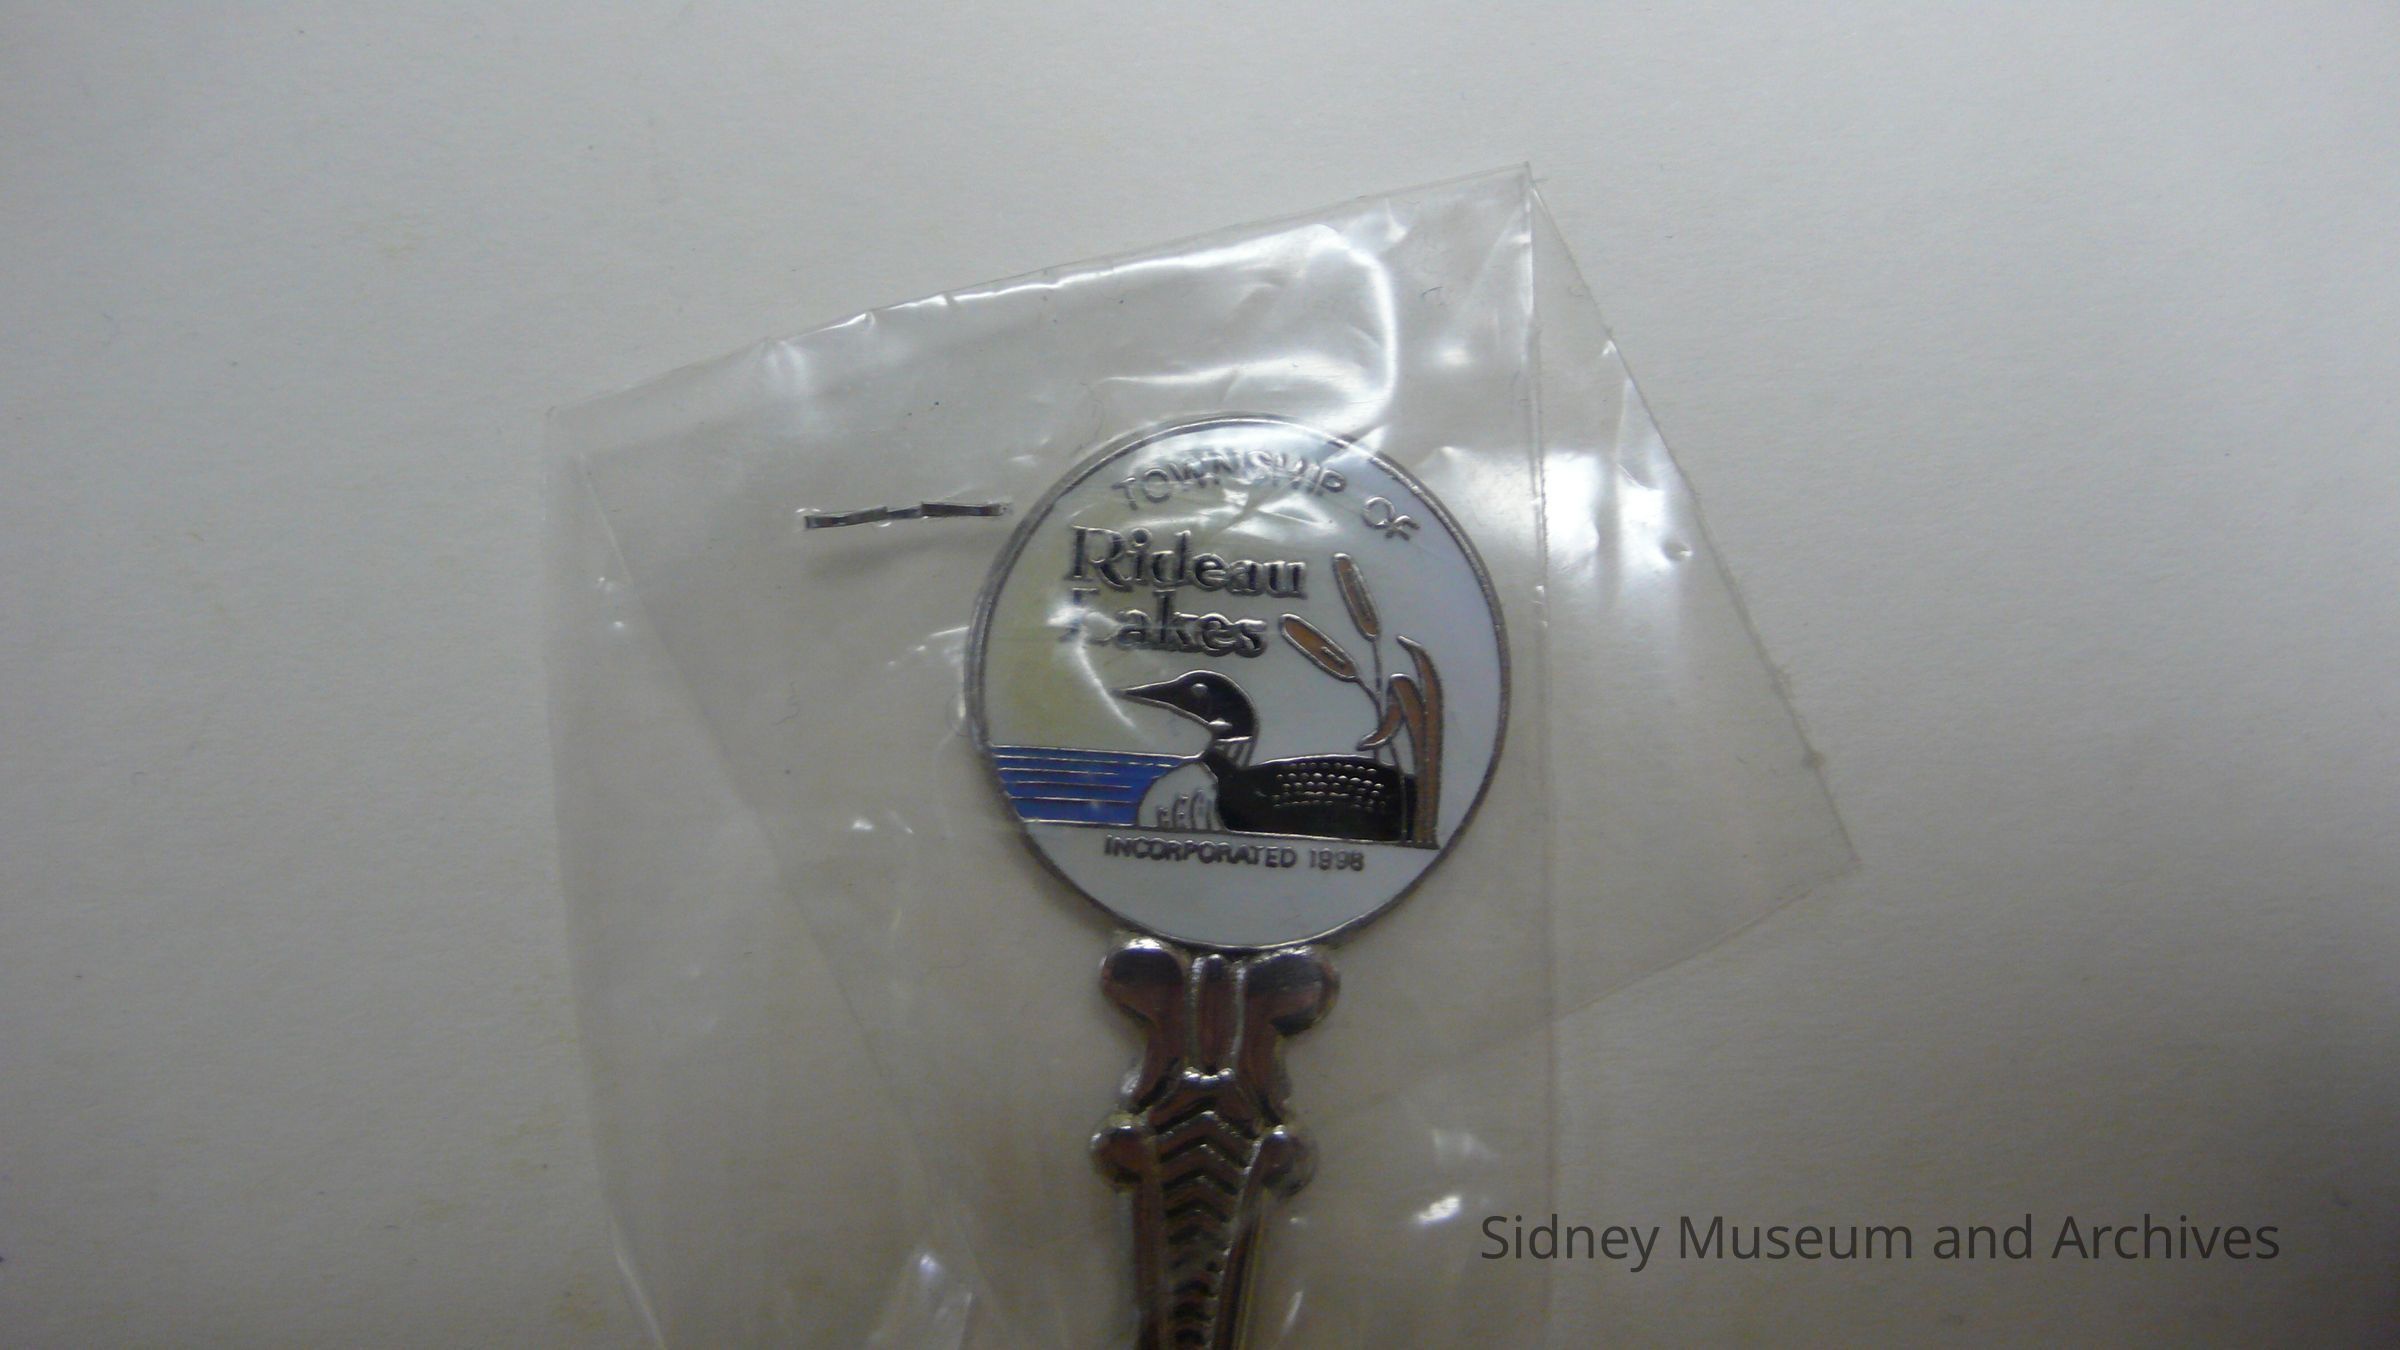 TOWNSHIP OF
Rideau
Lakes
INCORPORATED 1998
Sidney Museum and Archives